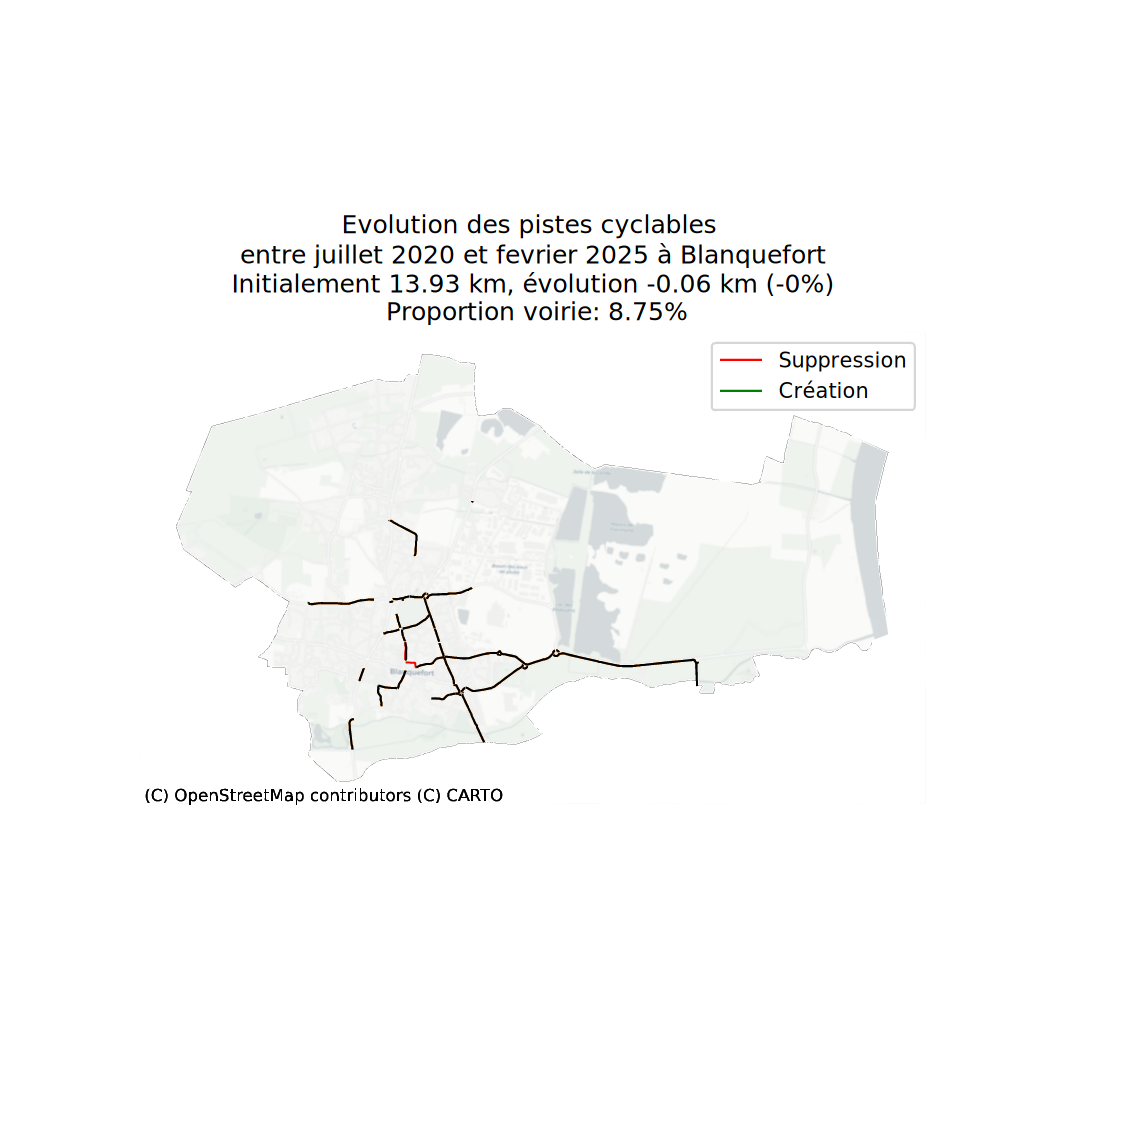 Evolution des pistes cyclables
entre juillet 2020 et fevrier 2025 à Blanquefort
Initialement 13.93 km, évolution -0.06 km (-0%)
Proportion voirie: 8.75%
Suppression
Création
Blanquefort
(C) OpenStreetMap contributors (C) CARTO